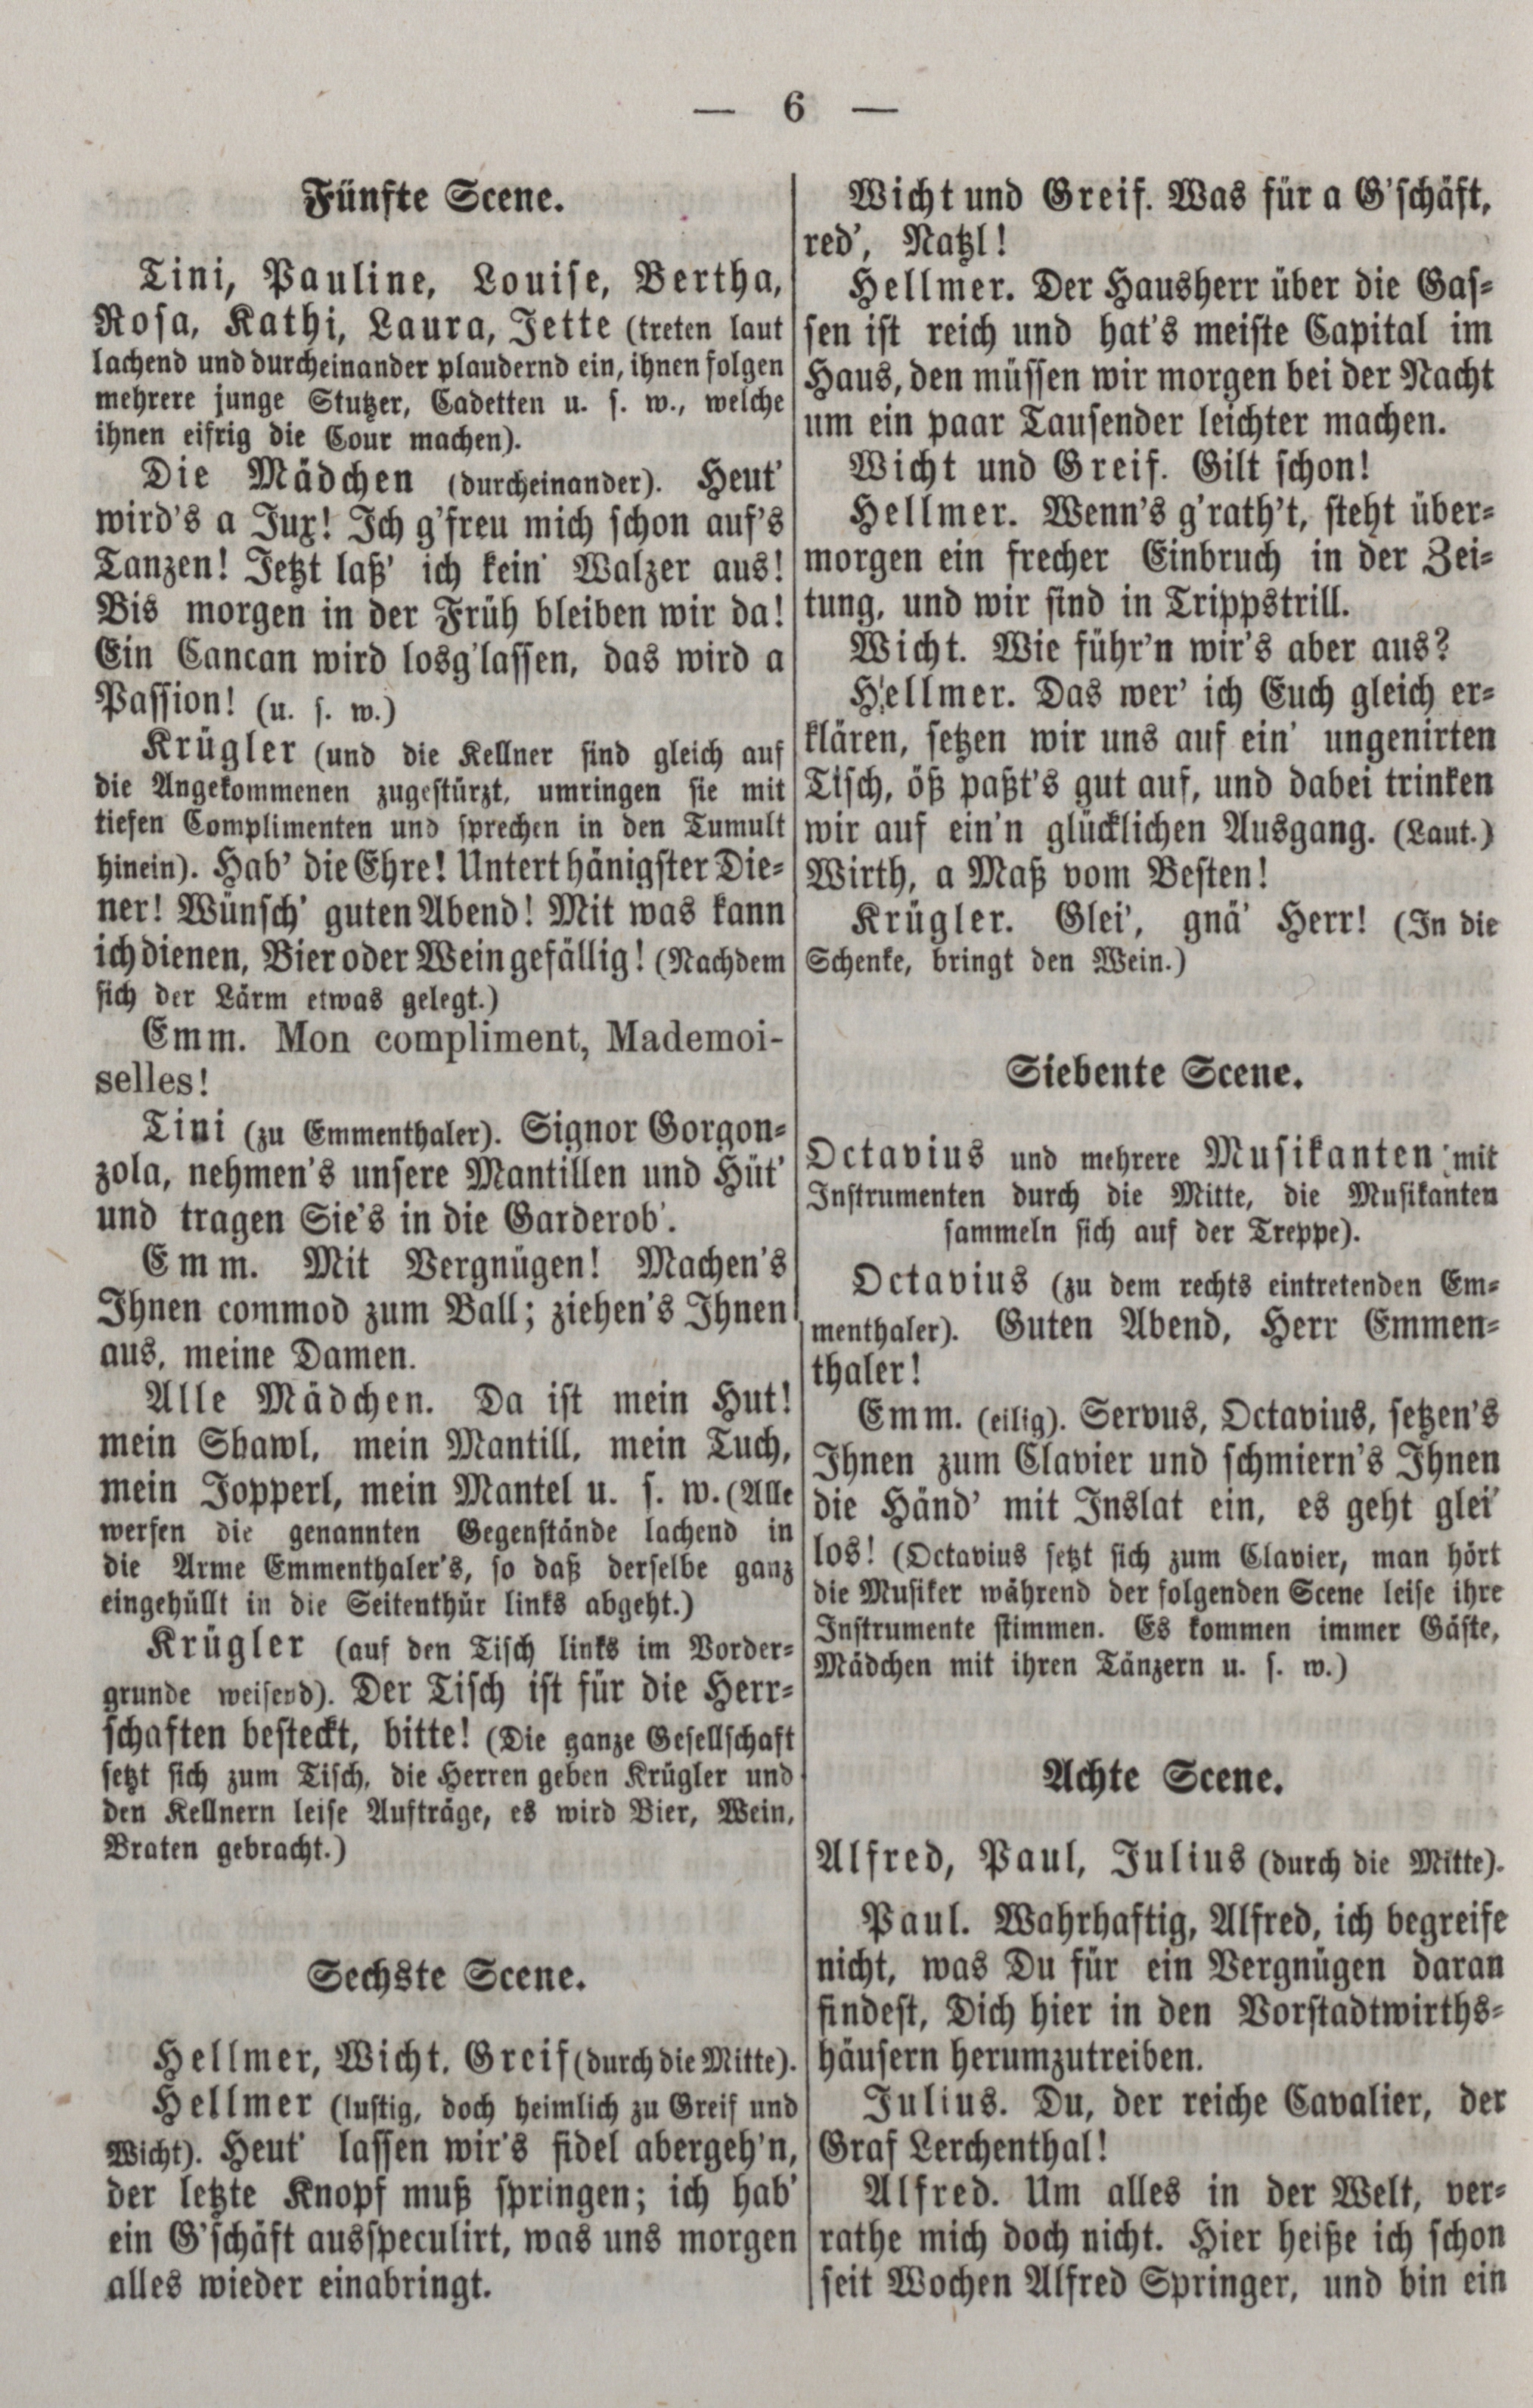 — 6 —
Fünfte Scene.
Tini, Pauline, Louise, Bertha,
Rosa, Kathi, Laura, Jette (treten laut
lachend und durcheinander plaudernd ein, ihnen folgen
mehrere junge Stutzer, Cadetten u. s. w., welche
ihnen eifrig die Cour machen).
Die Mädchen (durcheinander). Heut'
wird's a Jux! Ich g'freu mich schon auf's
Tanzen! Jetzt laß' ich kein' Walzer aus!
Bis morgen in der Früh bleiben wir da!
Ein Cancan wird losg'lassen, das wird a
Passion! (u. s. w.)
Krügler (und die Kellner sind gleich auf
die Angekommenen zugestürzt, umringen sie mit
tiefen Complimenten und sprechen in den Tumult
hinein). Hab' die Ehre! Unterthänigster Die-
ner! Wünsch' guten Abend! Mit was kann
ich dienen, Bier oder Wein gefällig! (Nachdem
sich der Lärm etwas gelegt.)
Emm. Mon compliment, Mademoi-
selles!
Tini (zu Emmenthaler). Signor Gorgon-
zola, nehmen's unsere Mantillen und Hüt'
und tragen Sie's in die Garderob'.
Emm. Mit Vergnügen! Machen's
Ihnen commod zum Ball; ziehen's Ihnen
aus, meine Damen.
Alle Mädchen. Da ist mein Hut!
mein Shawl, mein Mantill, mein Tuch,
mein Jopperl, mein Mantel u. s. w. (Alle
werfen die genannten Gegenstände lachend in
die Arme Emmenthaler's, so daß derselbe ganz
eingehüllt in die Seitenthür links abgeht.)
Krügler (auf den Tisch links im Vorder-
grunde weisend). Der Tisch ist für die Herr-
schaften besteckt, bitte! (Die ganze Gesellschaft
setzt sich zum Tisch, die Herren geben Krügler und
den Kellnern leise Aufträge, es wird Bier, Wein,
Braten gebracht.)
Sechste Scene.
Hellmer, Wicht, Greif (durch die Mitte).
Hellmer (lustig, doch heimlich zu Greif und
Wicht). Heut' lassen wir's fidel abergeh'n,
der letzte Knopf muß springen; ich hab'
ein G'schäft ausspeculirt, was uns morgen
alles wieder einabringt.
Wicht und Greif. Was für a G'schäft,
red', Natzl!
Hellmer. Der Hausherr über die Gas-
sen ist reich und hat's meiste Capital im
Haus, den müssen wir morgen bei der Nacht
um ein paar Tausender leichter machen.
Wicht und Greif. Gilt schon!
Hellmer. Wenn's g'rath't, steht über-
morgen ein frecher Einbruch in der Zei-
tung, und wir sind in Trippstrill.
Wicht. Wie führ'n wir's aber aus?
Hellmer. Das wer' ich Euch gleich er-
klären, setzen wir uns auf ein' ungenirten
Tisch, öß paßt's gut auf, und dabei trinken
wir auf ein'n glücklichen Ausgang. (Laut.)
Wirth, a Maß vom Besten!
Krügler. Glei', gnä' Herr! (In die
Schenke, bringt den Wein.)
Siebente Scene.
Octavius und mehrere Musikanten mit
Instrumenten durch die Mitte, die Musikanten
sammeln sich auf der Treppe).
Octavius (zu dem rechts eintretenden Em-
menthaler). Guten Abend, Herr Emmen-
thaler!
Emm. (eilig). Servus, Octavius, setzen's
Ihnen zum Clavier und schmiern's Ihnen
die Händ' mit Inslat ein, es geht glei'
los! (Octavius setzt sich zum Clavier, man hört
die Musiker während der folgenden Scene leise ihre
Instrumente stimmen. Es kommen immer Gäste,
Mädchen mit ihren Tänzern u. s. w.)
Achte Scene.
Alfred, Paul, Julius (durch die Mitte).
Paul. Wahrhaftig, Alfred, ich begreife
nicht, was Du für ein Vergnügen daran
findest, Dich hier in den Vorstadtwirths-
häusern herumzutreiben.
Julius. Du, der reiche Cavalier, der
Graf Lerchenthal!
Alfred. Um alles in der Welt, ver-
rathe mich doch nicht. Hier heiße ich schon
seit Wochen Alfred Springer, und bin ein